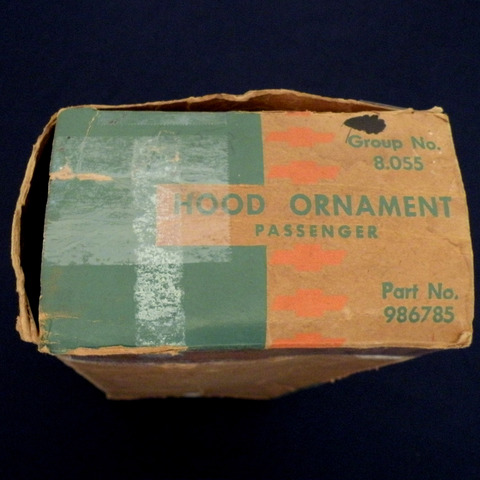 Group No.
8.055
HOOD ORNAMENT
PASSENGER
Part No.
986785